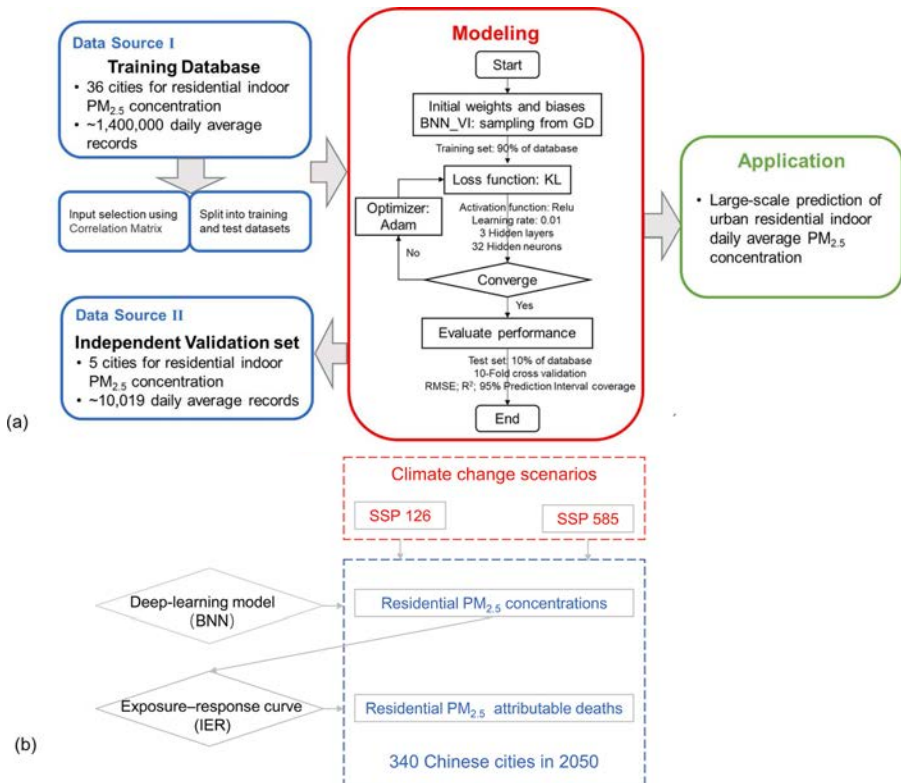 Data Source I
Training Database
• 36 cities for residential indoor
PM2.5 concentration
• ~1,400,000 daily average
records
Input selection using
Correlation Matrix
Split into training
and test datasets
Data Source II
Independent Validation set
• 5 cities for residential indoor
PM2.5 concentration
• ~10,019 daily average records
(a)
Modeling
Start
Initial weights and biases
BNN_VI: sampling from GD
Training set: 90% of database
Loss function: KL
Optimizer:
Adam
Activation function: Relu
Learning rate: 0.01
3 Hidden layers
32 Hidden neurons
No
Converge
Yes
Evaluate performance
Test set: 10% of database
10-Fold cross validation
RMSE; R²; 95% Prediction Interval coverage
End
Application
• Large-scale prediction of
urban residential indoor
daily average PM2.5
concentration
Climate change scenarios
SSP 126
SSP 585
Deep-learning model
(BNN)
Residential PM2.5 concentrations
Exposure–response curve
(IER)
Residential PM2.5 attributable deaths
340 Chinese cities in 2050
(b)